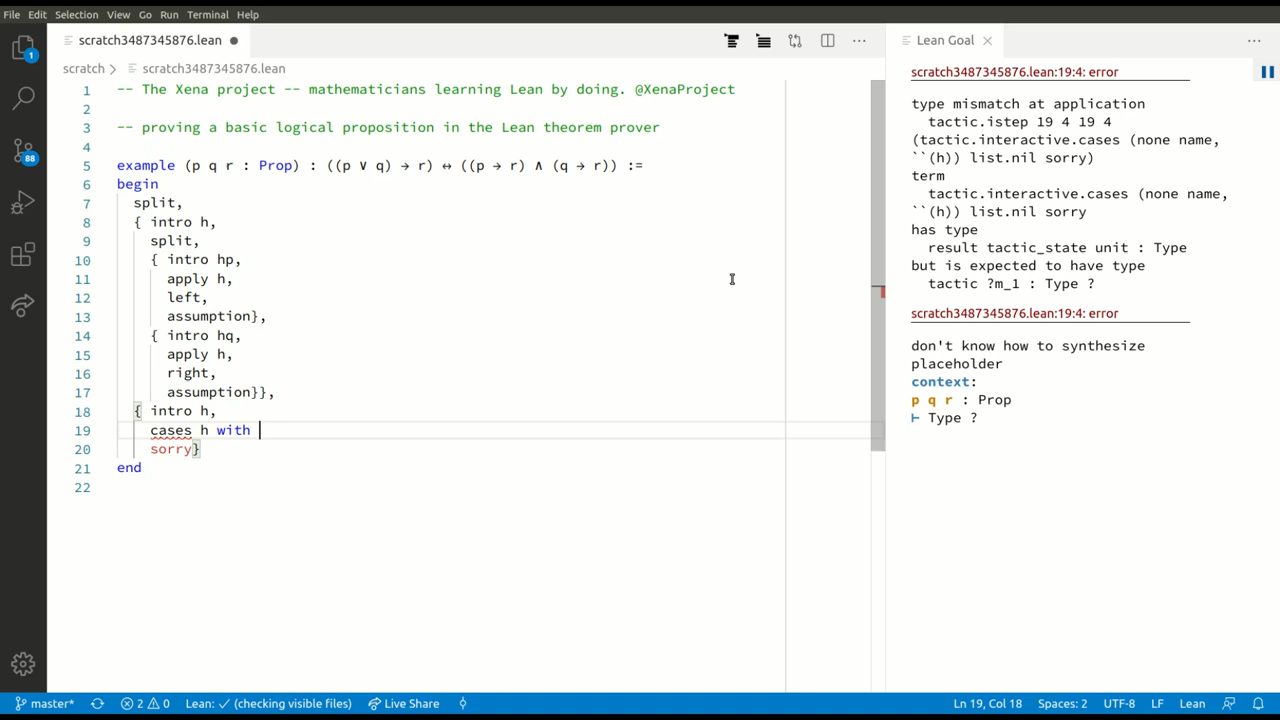 File Edit Selection View Go Run Terminal Help
scratch3487345876.lean
Lean Goal
scratch
scratch3487345876.lean
1 -- The Xena project -- mathematicians learning Lean by doing. @XenaProject
2
3 -- proving a basic logical proposition in the Lean theorem prover
4
5 example (p q r : Prop) : ((p ∨ q) → r) ↔ ((p → r) ∧ (q → r)) :=
6 begin
7 split,
8 { intro h,
9 split,
10 { intro hp,
11 apply h,
12 left,
13 assumption},
14 { intro hq,
15 apply h,
16 right,
17 assumption}},
18 { intro h,
19 cases h with
20 sorry}
21 end
22
scratch3487345876.lean:19:4: error
type mismatch at application
tactic.istep 19 4 19 4
(tactic.interactive.cases (none name,
``(h)) list.nil sorry)
term
tactic.interactive.cases (none name,
``(h)) list.nil sorry
has type
result tactic_state unit : Type
but is expected to have type
tactic ?m_1 : Type ?
scratch3487345876.lean:19:4: error
don't know how to synthesize
placeholder
context:
p q r : Prop
⊢ Type ?
1
88
master* 2 0 Lean: ✓ (checking visible files) Live Share Ln 19, Col 18 Spaces: 2 UTF-8 LF Lean